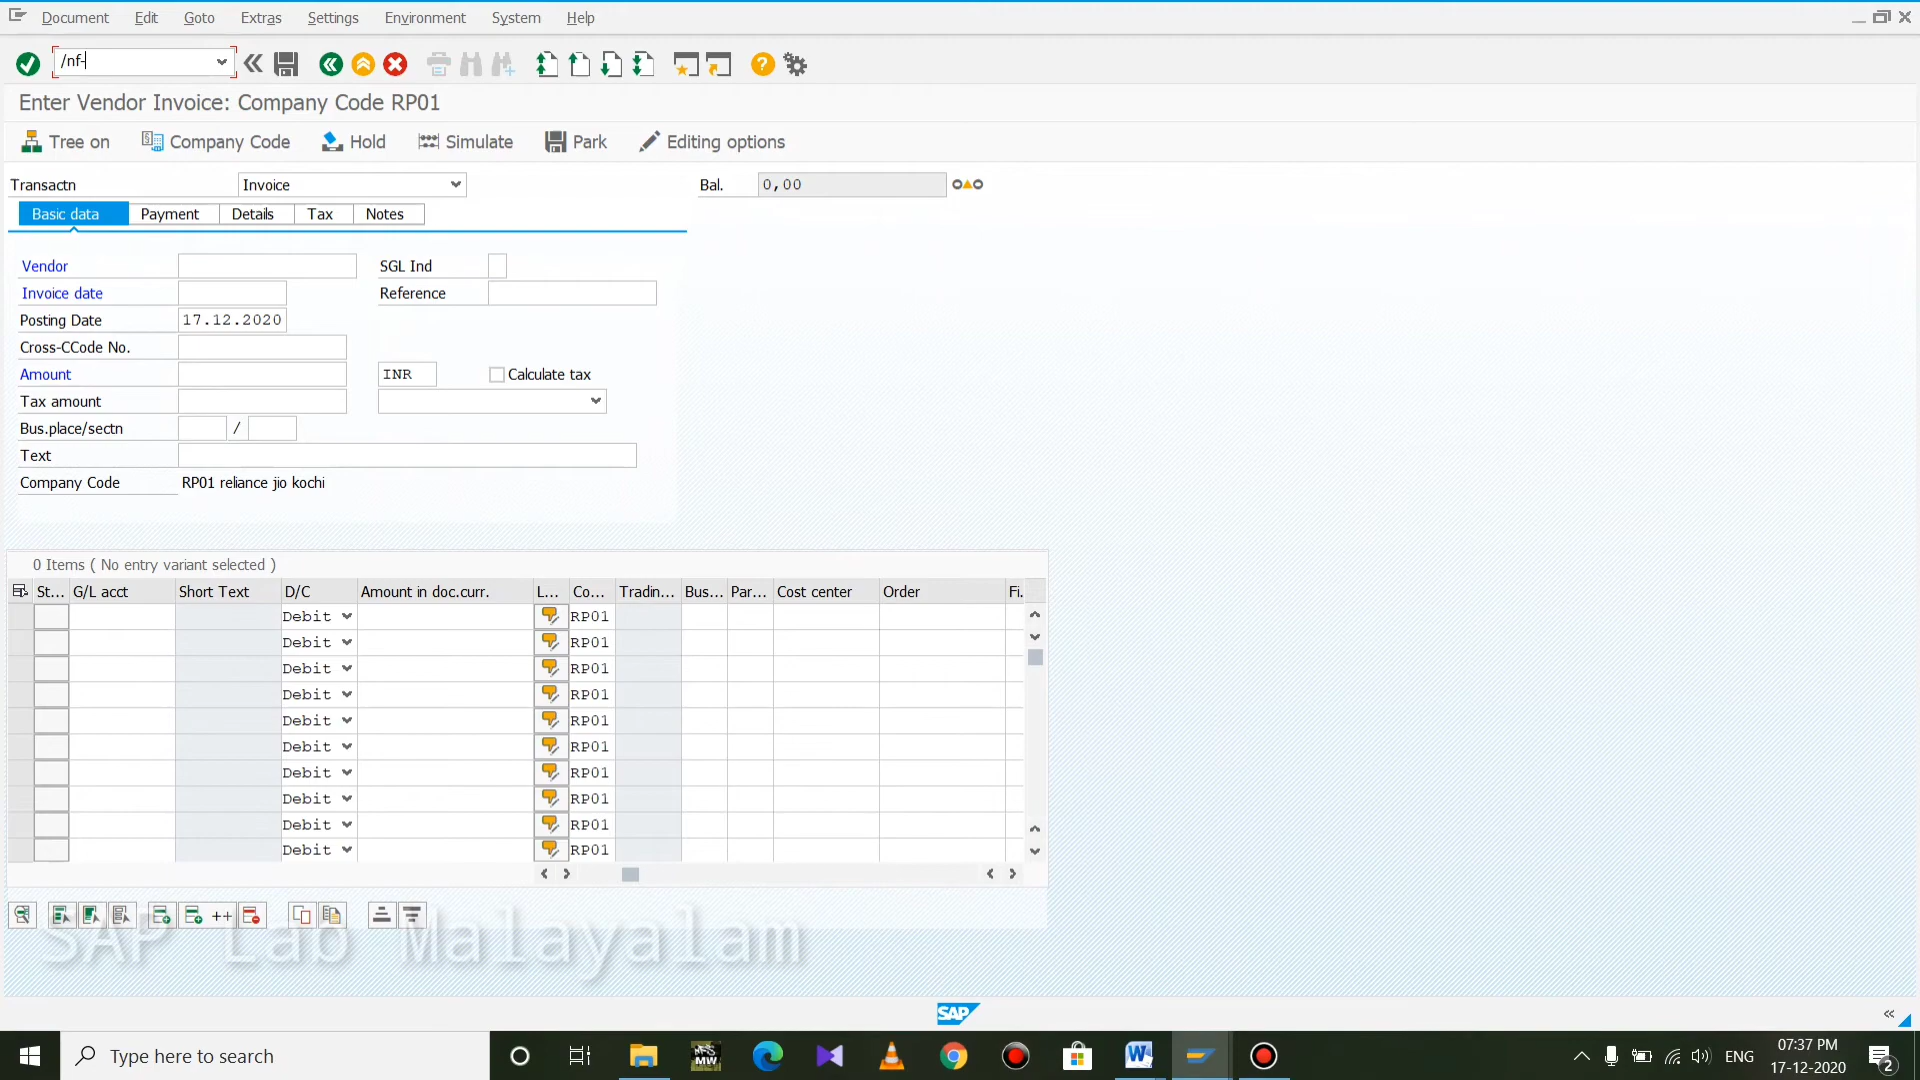 Document Edit Goto Extras Settings Environment System Help
/nf-
Enter Vendor Invoice: Company Code RP01
Tree on Company Code Hold Simulate Park Editing options
Transactn Invoice Bal. 0,00
Basic data Payment Details Tax Notes
Vendor SGL Ind
Invoice date Reference
Posting Date 17.12.2020
Cross-CCode No.
Amount INR Calculate tax
Tax amount
Bus.place/sectn /
Text
Company Code RP01 reliance jio kochi
0 Items ( No entry variant selected )
St... G/L acct Short Text D/C Amount in doc.curr. L... Co... Tradin... Bus... Par... Cost center Order Fi.
Debit RP01
Debit RP01
Debit RP01
Debit RP01
Debit RP01
Debit RP01
Debit RP01
Debit RP01
Debit RP01
Debit RP01
++
SAP Lab Malayalam
SAP
Type here to search MW W ENG 07:37 PM
17-12-2020 2